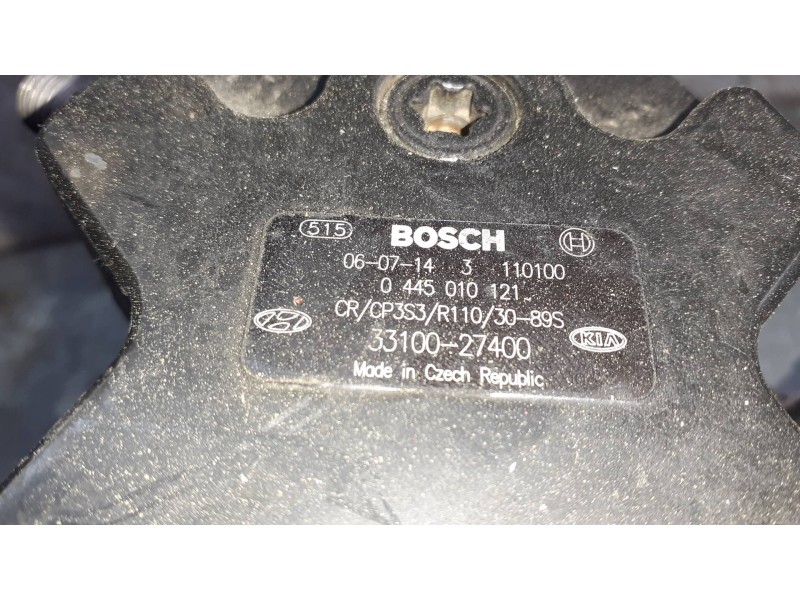 515 BOSCH H
06-07-14 3 110100
0 445 010 121
CR/CP3S3/R110/30-89S
33100-27400 KIA
Made in Czech Republic